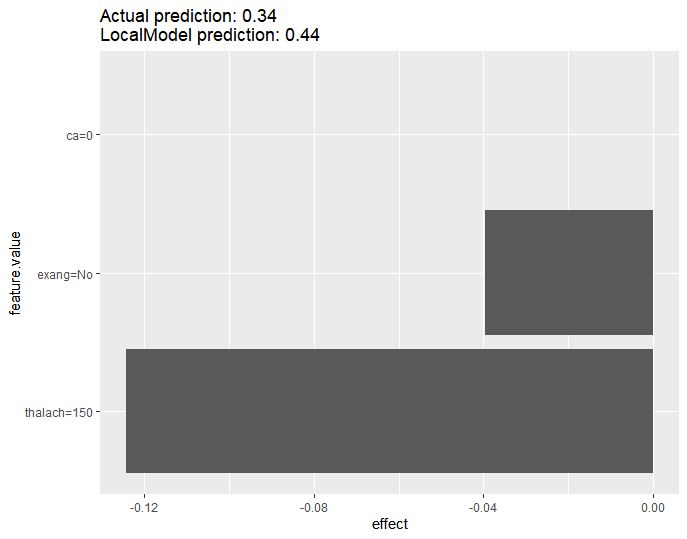 Actual prediction: 0.34
LocalModel prediction: 0.44
ca=0
exang=No
thalach=150
feature.value
-0.12
-0.08
-0.04
0.00
effect